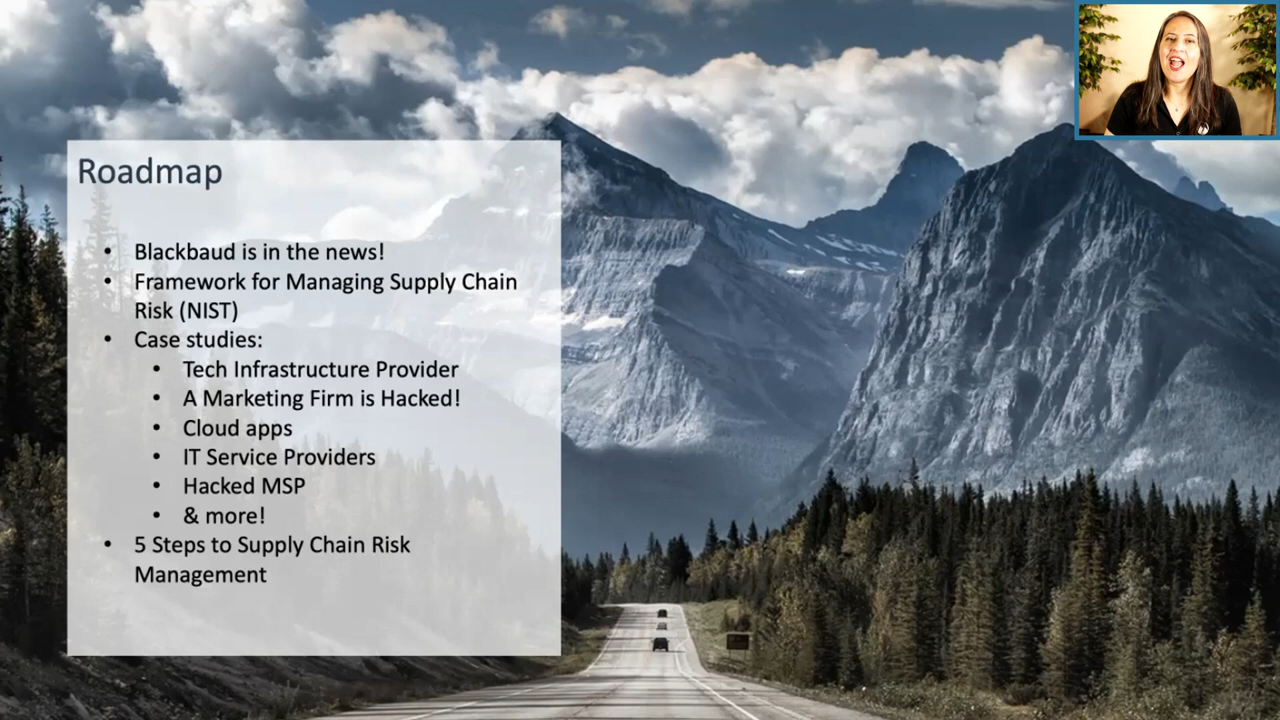 Roadmap
• Blackbaud is in the news!
• Framework for Managing Supply Chain
Risk (NIST)
• Case studies:
• Tech Infrastructure Provider
• A Marketing Firm is Hacked!
• Cloud apps
• IT Service Providers
• Hacked MSP
• & more!
• 5 Steps to Supply Chain Risk
Management